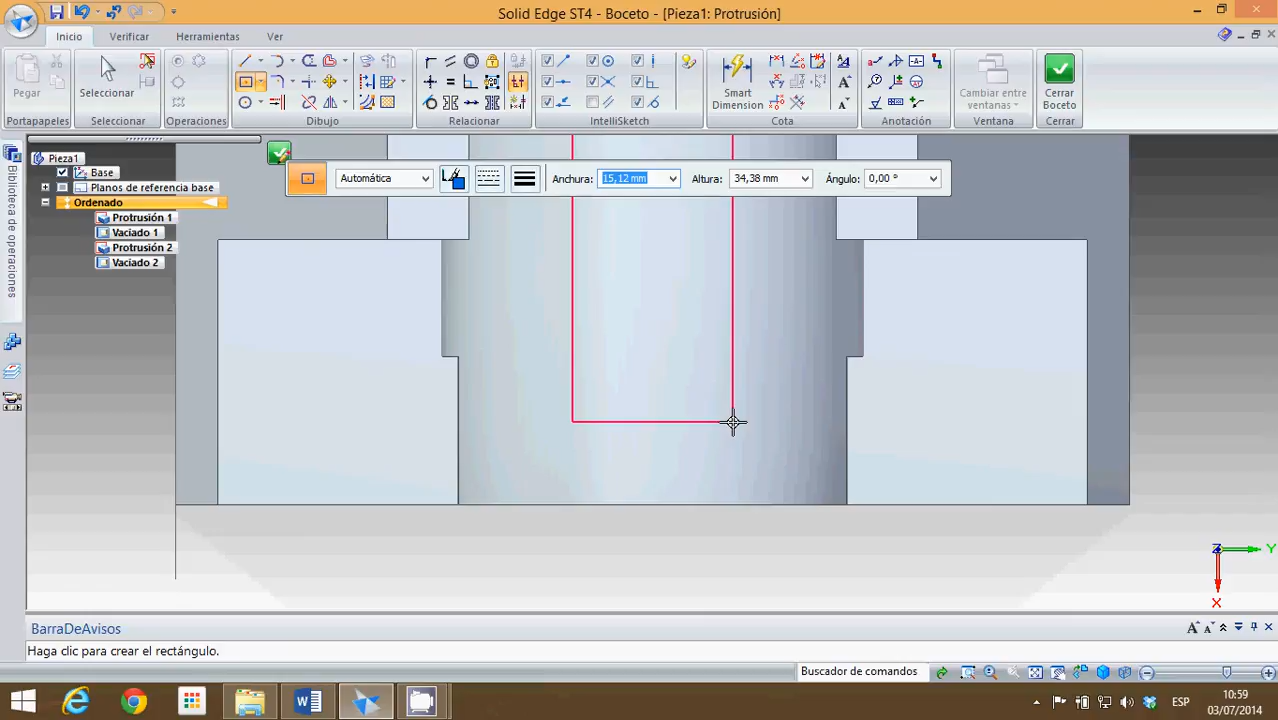 Solid Edge ST4 - Boceto - [Pieza1: Protrusión]
Inicio Verificar Herramientas Ver
Pegar
Seleccionar
Smart Dimension
Cambiar entre ventanas
Cerrar Boceto
Portapapeles Seleccionar Operaciones Dibujo Relacionar IntelliSketch Cota Anotación Ventana Cerrar
Automática Anchura: 15,12 mm Altura: 34,38 mm Ángulo: 0,00 °
Biblioteca de operaciones
Pieza1
Base
Planos de referencia base
Ordenado
Protrusión 1
Vaciado 1
Protrusión 2
Vaciado 2
Z Y
X
BarraDeAvisos
Haga clic para crear el rectángulo.
Buscador de comandos
ESP
10:59
03/07/2014